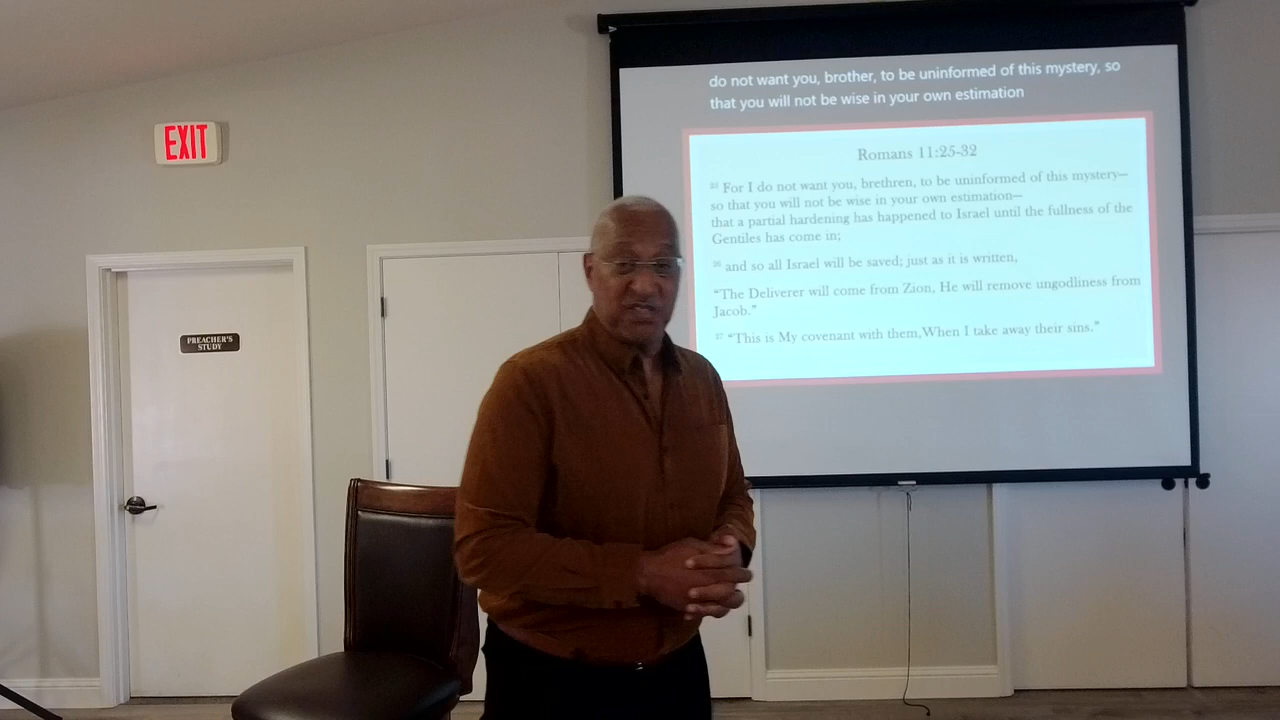 do not want you, brother, to be uninformed of this mystery, so
that you will not be wise in your own estimation
EXIT
Romans 11:25-32
25 For I do not want you, brethren, to be uninformed of this mystery—
so that you will not be wise in your own estimation—
that a partial hardening has happened to Israel until the fullness of the
Gentiles has come in;
26 and so all Israel will be saved; just as it is written,
“The Deliverer will come from Zion, He will remove ungodliness from
Jacob.”
27 “This is My covenant with them,When I take away their sins.”
PREACHER'S
STUDY